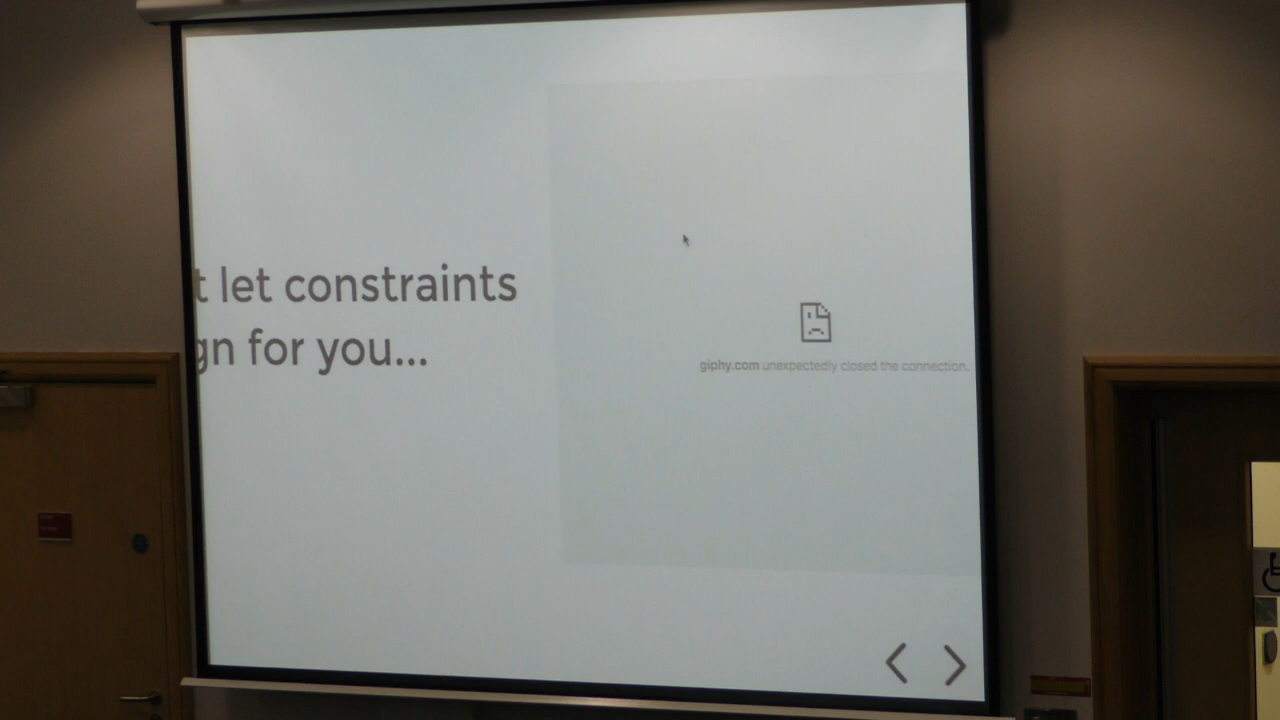 t let constraints
gn for you...
giphy.com unexpectedly closed the connection.